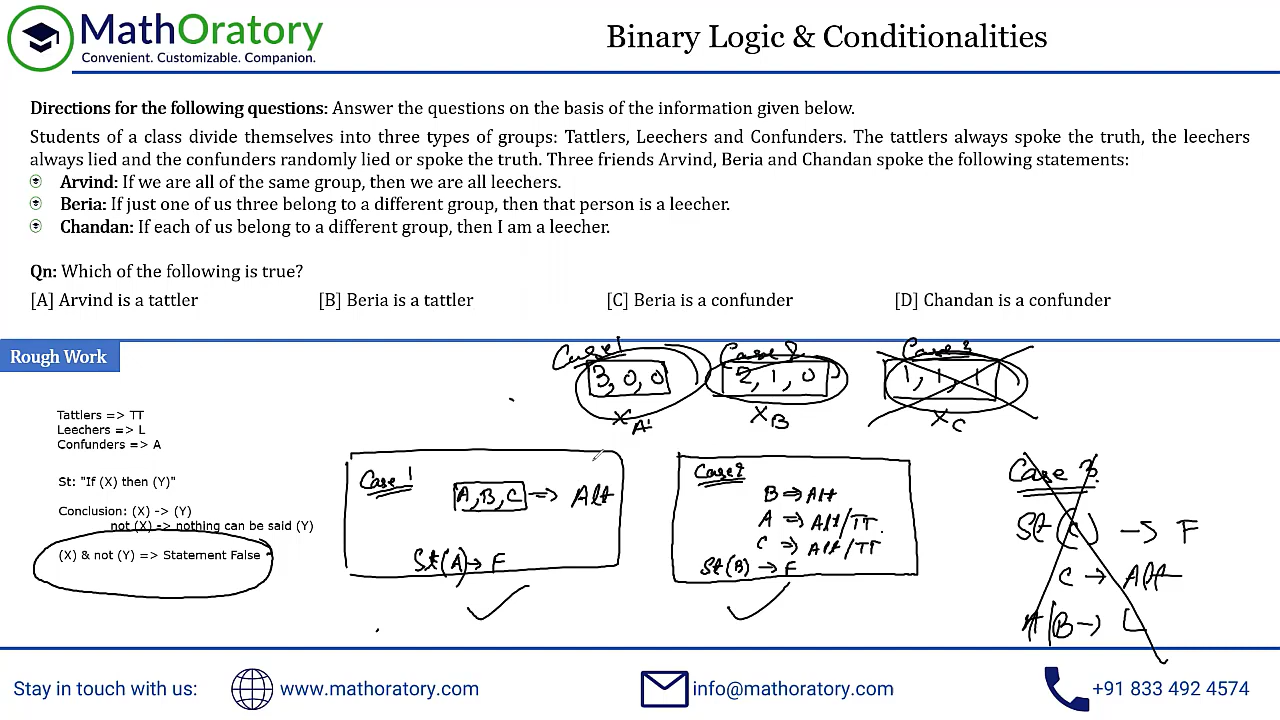 MathOratory
Convenient. Customizable. Companion.
Binary Logic & Conditionalities
Directions for the following questions: Answer the questions on the basis of the information given below.
Students of a class divide themselves into three types of groups: Tattlers, Leechers and Confunders. The tattlers always spoke the truth, the leechers
always lied and the confunders randomly lied or spoke the truth. Three friends Arvind, Beria and Chandan spoke the following statements:
Arvind: If we are all of the same group, then we are all leechers.
Beria: If just one of us three belong to a different group, then that person is a leecher.
Chandan: If each of us belong to a different group, then I am a leecher.
Qn: Which of the following is true?
[A] Arvind is a tattler [B] Beria is a tattler [C] Beria is a confunder [D] Chandan is a confunder
Rough Work
Case 1 Case 2 Case 3
3, 0, 0 2, 1, 0 1, 1, 1
X A X B X C
Tattlers => TT
Leechers => L
Confunders => A
St: "If (X) then (Y)"
Conclusion: (X) -> (Y)
not (X) -> nothing can be said (Y)
(X) & not (Y) => Statement False
Case 1
A, B, C => Alt
St(A) → F
Case 2
B => Alt
A => Alt/TT.
C => Alt/TT
St(B) → F
Case 3.
St(C) → F
C → Alt
A/B → L
Stay in touch with us: www.mathoratory.com info@mathoratory.com +91 833 492 4574